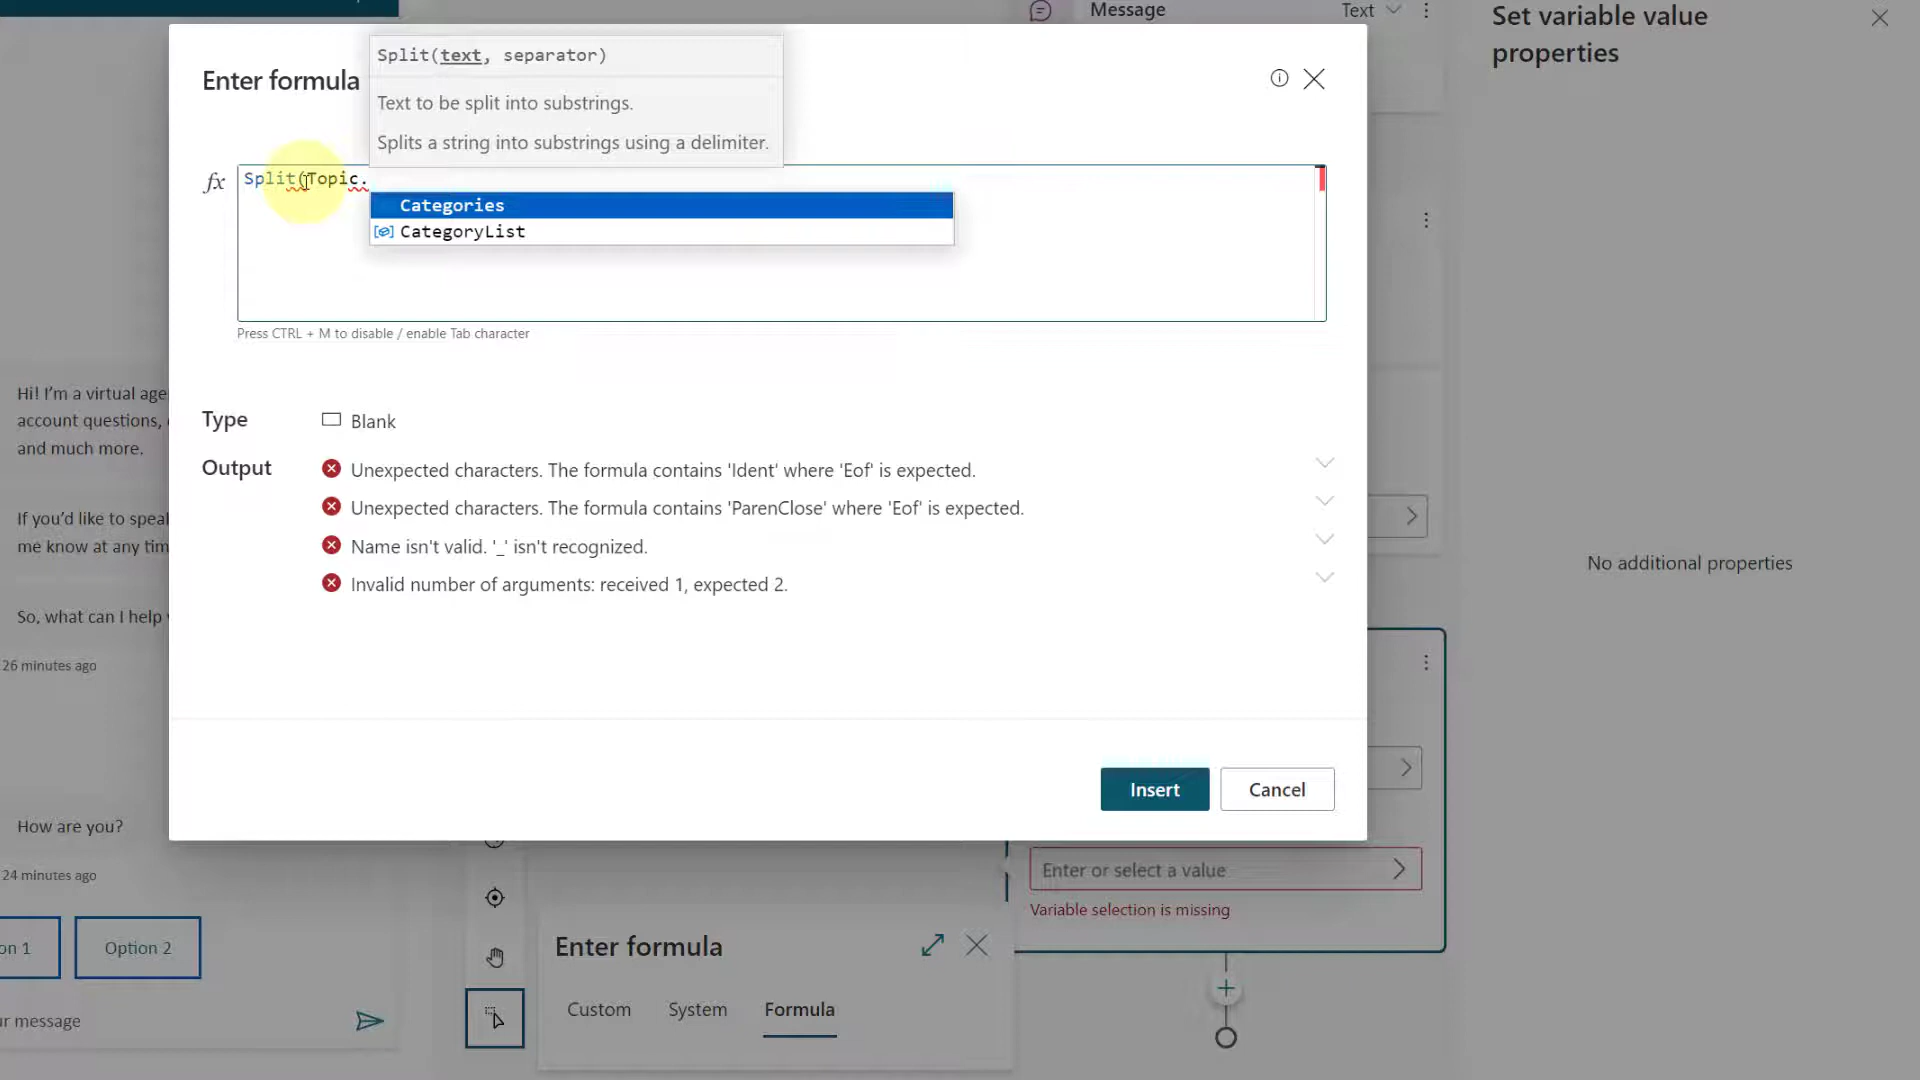 Message
Text
Set variable value
properties
Split(text, separator)
Text to be split into substrings.
Splits a string into substrings using a delimiter.
Enter formula
fx
Split(Topic.
Categories
CategoryList
Press CTRL + M to disable / enable Tab character
Type
Blank
Output
Unexpected characters. The formula contains 'Ident' where 'Eof' is expected.
Unexpected characters. The formula contains 'ParenClose' where 'Eof' is expected.
Name isn't valid. '_' isn't recognized.
Invalid number of arguments: received 1, expected 2.
Insert
Cancel
Hi! I'm a virtual age
account questions,
and much more.
If you'd like to speal
me know at any tim
So, what can I help
26 minutes ago
How are you?
24 minutes ago
on 1
Option 2
ur message
Enter formula
Custom
System
Formula
Enter or select a value
Variable selection is missing
No additional properties